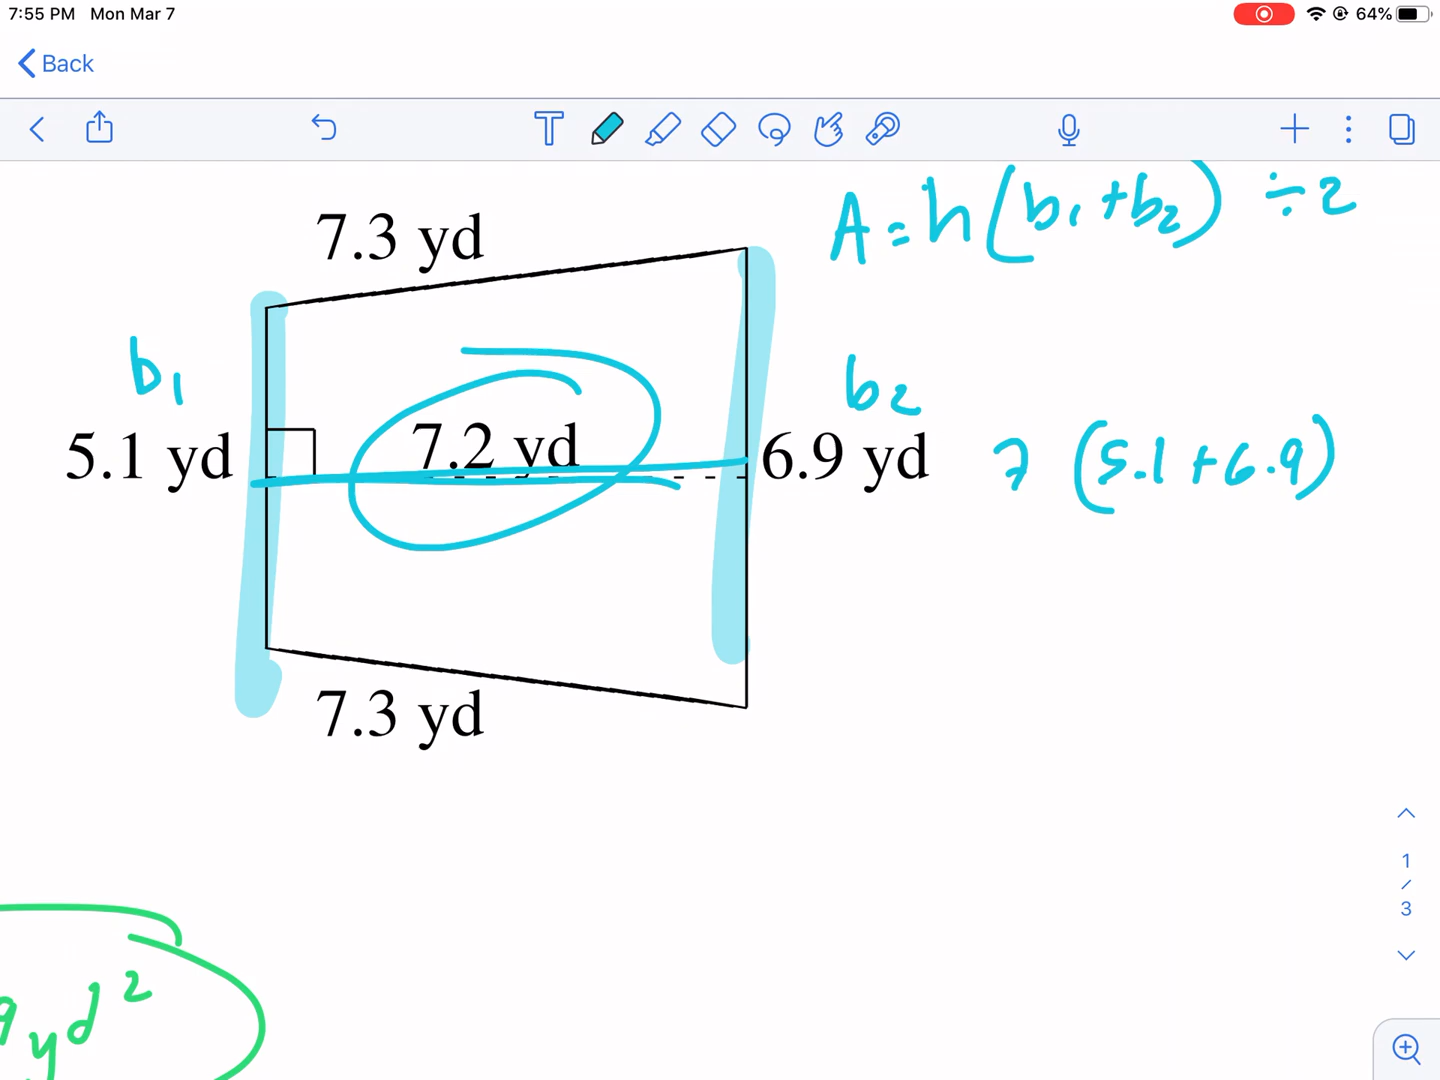 7:55 PM Mon Mar 7
64%
Back
T
A = h(b₁+b₂) ÷2
7.3 yd
b₁
b₂
5.1 yd
7.2 yd
6.9 yd
7 (5.1+6.9)
7.3 yd
1
/
3
9 yd²